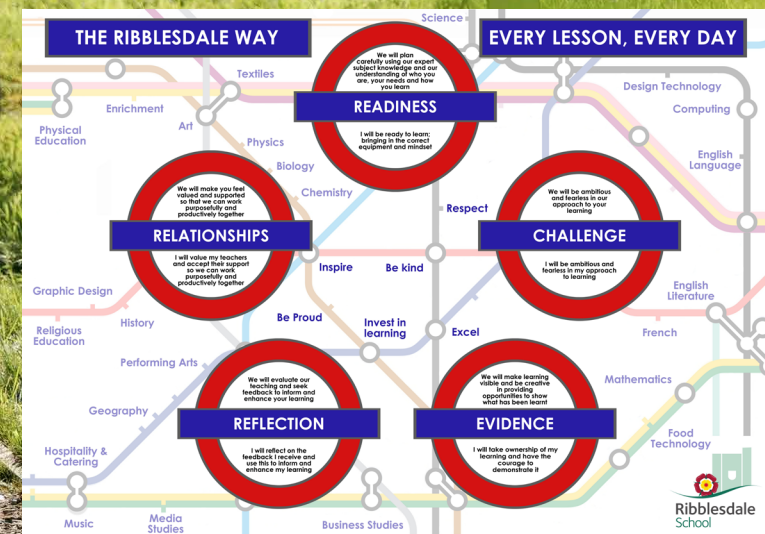 THE RIBBLESDALE WAY
EVERY LESSON, EVERY DAY
Science
We will plan
carefully using our expert
subject knowledge and our
understanding of who you
are, your needs and how
you learn
READINESS
I will be ready to learn;
bringing in the correct
equipment and mindset
Textiles
Enrichment
Art
Physical
Education
Physics
Biology
Chemistry
Design Technology
Computing
English
Language
We will make you feel
valued and supported
so that we can work
purposefully and
productively together
RELATIONSHIPS
I will value my teachers
and accept their support
so we can work
purposefully and
productively together
Respect
We will be ambitious
and fearless in our
approach to your
learning
CHALLENGE
I will be ambitious and
fearless in my approach
to learning
Inspire
Be kind
Graphic Design
Religious
Education
History
Be Proud
Invest in
learning
Excel
English
Literature
French
Performing Arts
Geography
Hospitality &
Catering
We will evaluate our
teaching and seek
feedback to inform and
enhance your learning
REFLECTION
I will reflect on the
feedback I receive and
use this to inform and
enhance my learning
We will make learning
visible and be creative
in providing
opportunities to show
what has been learnt
EVIDENCE
I will take ownership of my
learning and have the
courage to
demonstrate it
Mathematics
Food
Technology
Music
Media
Studies
Business Studies
Ribblesdale
School